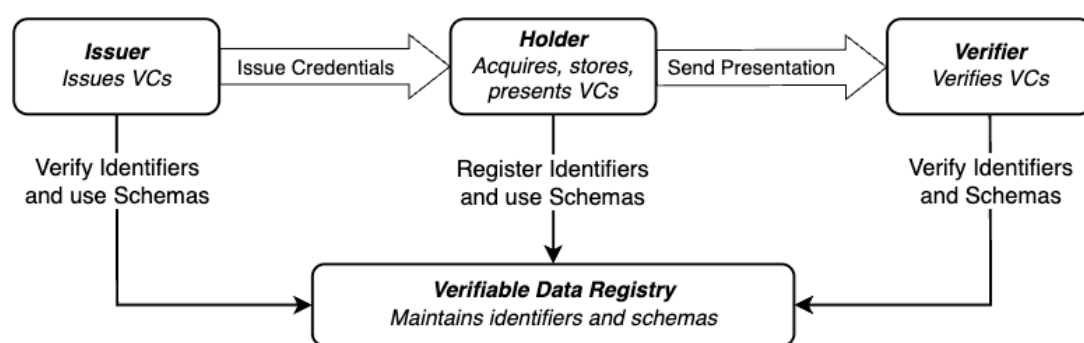 Issuer
Issues VCs
Issue Credentials
Holder
Acquires, stores,
presents VCs
Send Presentation
Verifier
Verifies VCs
Verify Identifiers
and use Schemas
Register Identifiers
and use Schemas
Verify Identifiers
and Schemas
Verifiable Data Registry
Maintains identifiers and schemas